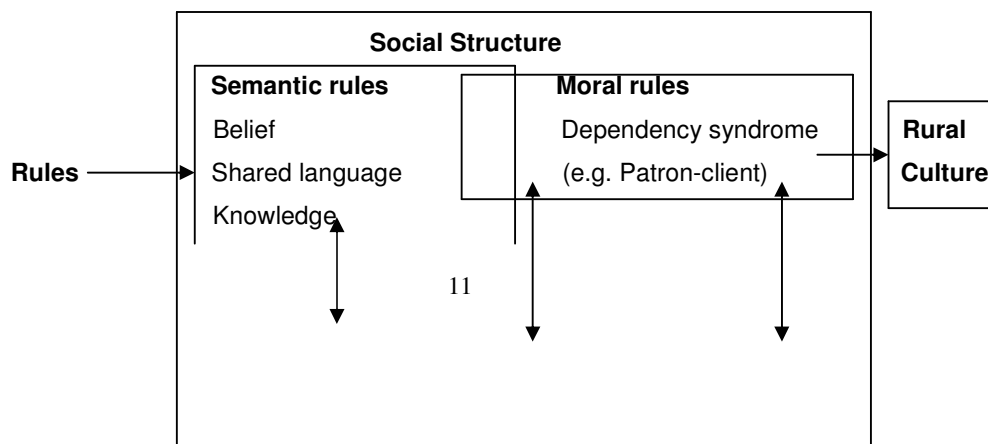 Social Structure
Semantic rules
Moral rules
Belief
Dependency syndrome
Rural
Rules
Shared language
(e.g. Patron-client)
Culture
Knowledge
11